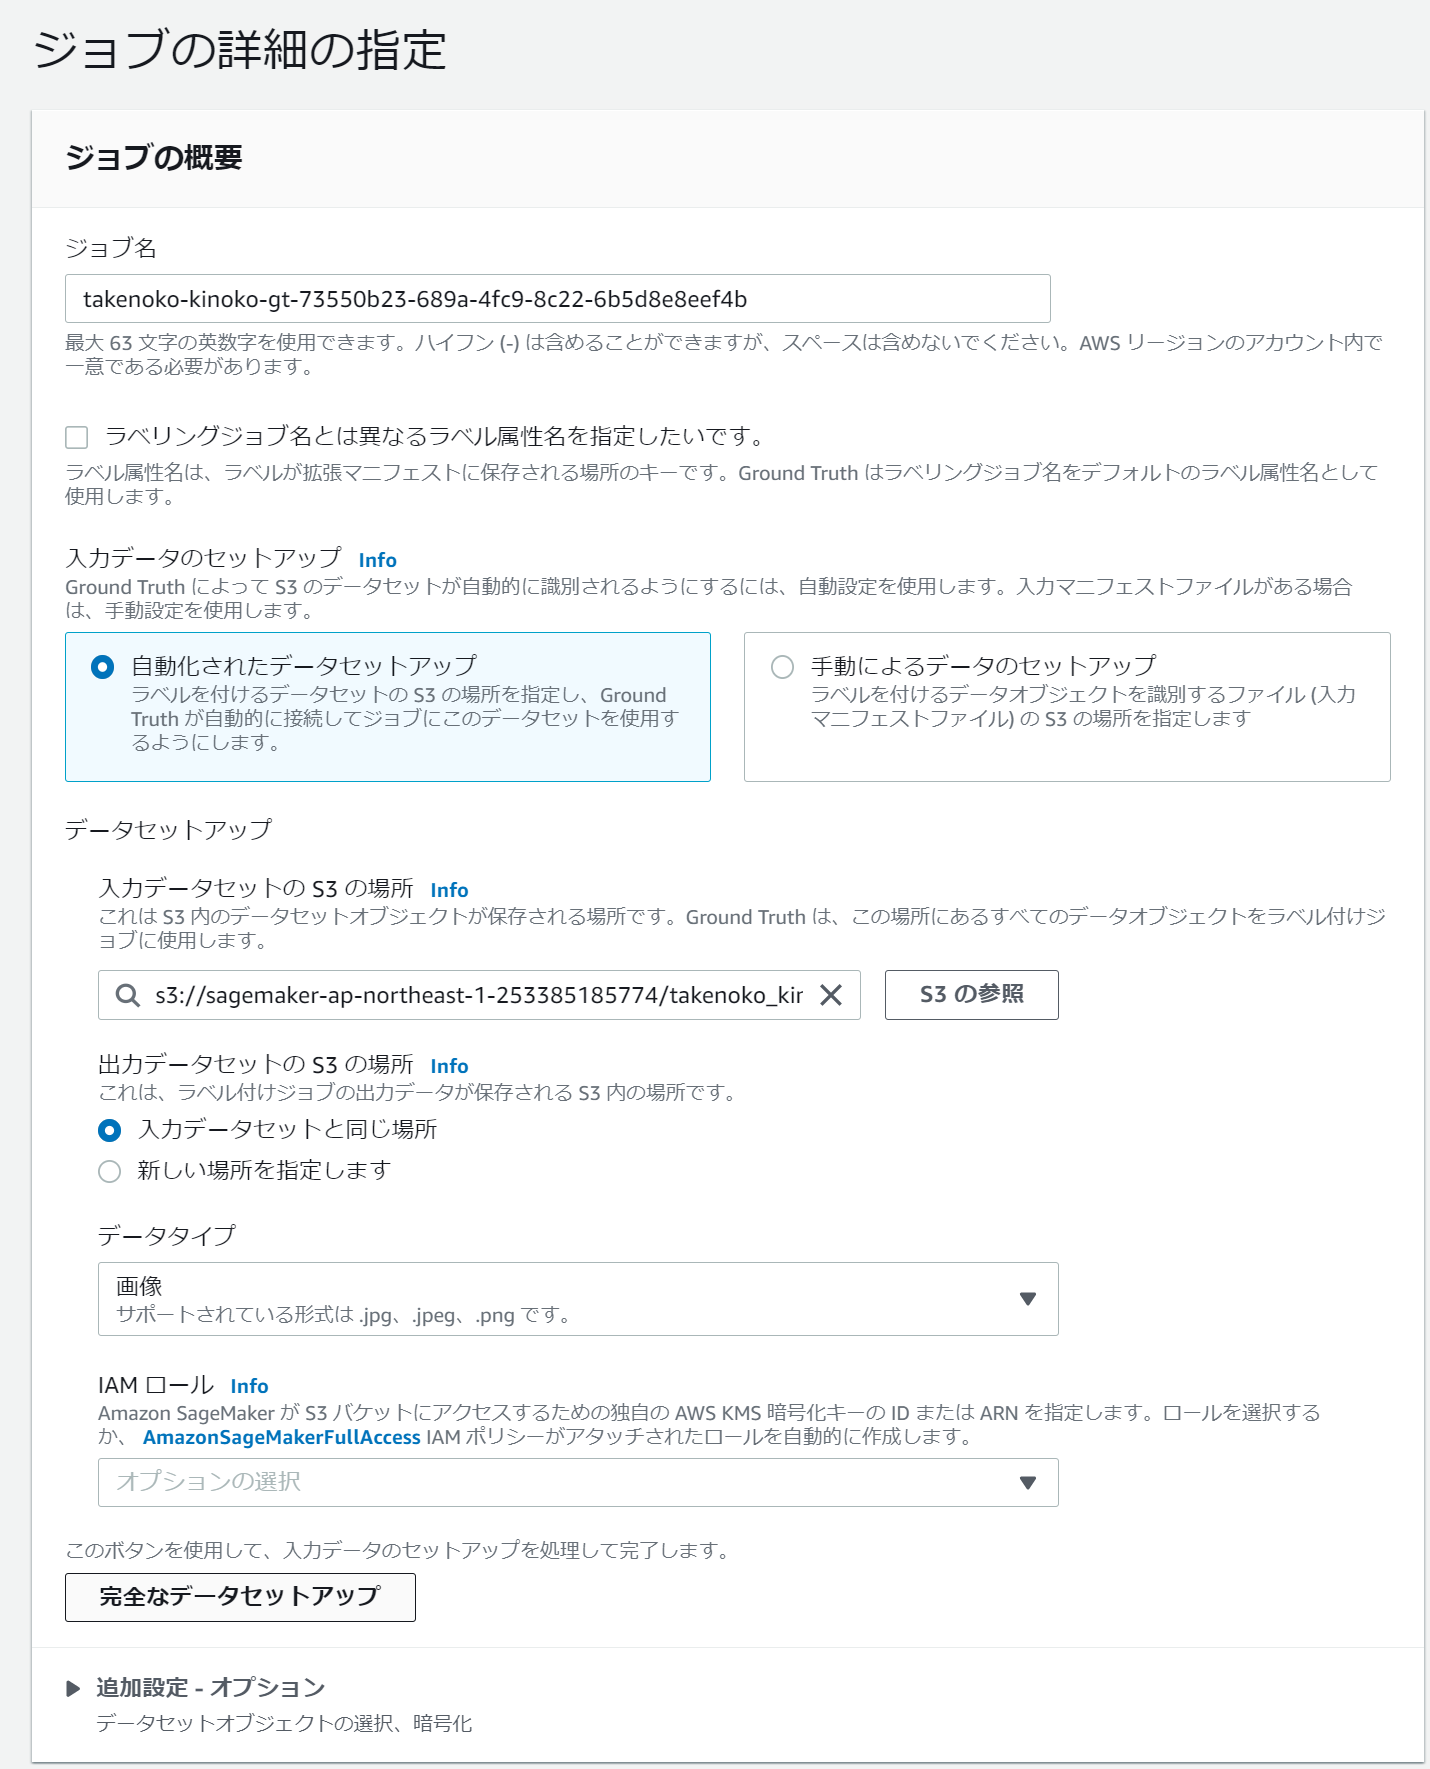 ジョブの詳細の指定
ジョブの概要
ジョブ名
takenoko-kinoko-gt-73550b23-689a-4fc9-8c22-6b5d8e8eef4b
最大 63 文字の英数字を使用できます。ハイフン (-) は含めることができますが、スペースは含めないでください。AWS リージョンのアカウント内で
一意である必要があります。
ラベリングジョブ名とは異なるラベル属性名を指定したいです。
ラベル属性名は、ラベルが拡張マニフェストに保存される場所のキーです。Ground Truth はラベリングジョブ名をデフォルトのラベル属性名として
使用します。
入力データのセットアップ Info
Ground Truth によって S3 のデータセットが自動的に識別されるようにするには、自動設定を使用します。入力マニフェストファイルがある場合
は、手動設定を使用します。
自動化されたデータセットアップ
ラベルを付けるデータセットの S3 の場所を指定し、Ground
Truth が自動的に接続してジョブにこのデータセットを使用す
るようにします。
手動によるデータのセットアップ
ラベルを付けるデータオブジェクトを識別するファイル (入力
マニフェストファイル) の S3 の場所を指定します
データセットアップ
入力データセットの S3 の場所 Info
これは S3 内のデータセットオブジェクトが保存される場所です。Ground Truth は、この場所にあるすべてのデータオブジェクトをラベル付けジ
ョブに使用します。
s3://sagemaker-ap-northeast-1-253385185774/takenoko_kir
S3 の参照
出力データセットの S3 の場所 Info
これは、ラベル付けジョブの出力データが保存される S3 内の場所です。
入力データセットと同じ場所
新しい場所を指定します
データタイプ
画像
サポートされている形式は .jpg、.jpeg、.png です。
IAM ロール Info
Amazon SageMaker が S3 バケットにアクセスするための独自の AWS KMS 暗号化キーの ID または ARN を指定します。ロールを選択する
か、 AmazonSageMakerFullAccess IAM ポリシーがアタッチされたロールを自動的に作成します。
オプションの選択
このボタンを使用して、入力データのセットアップを処理して完了します。
完全なデータセットアップ
追加設定 - オプション
データセットオブジェクトの選択、暗号化